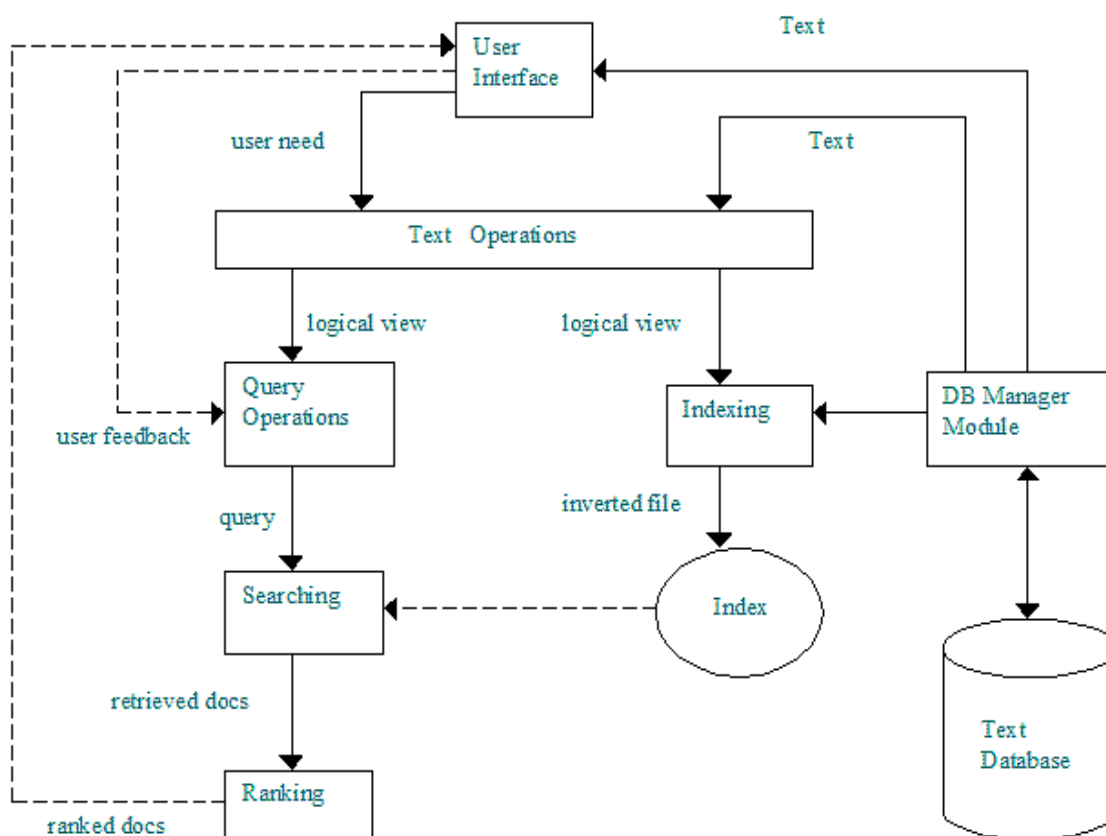 Text
User
Interface
user need
Text
Text Operations
logical view
logical view
Query
Operations
Indexing
DB Manager
Module
user feedback
query
inverted file
Searching
Index
retrieved docs
Text
Database
Ranking
ranked docs